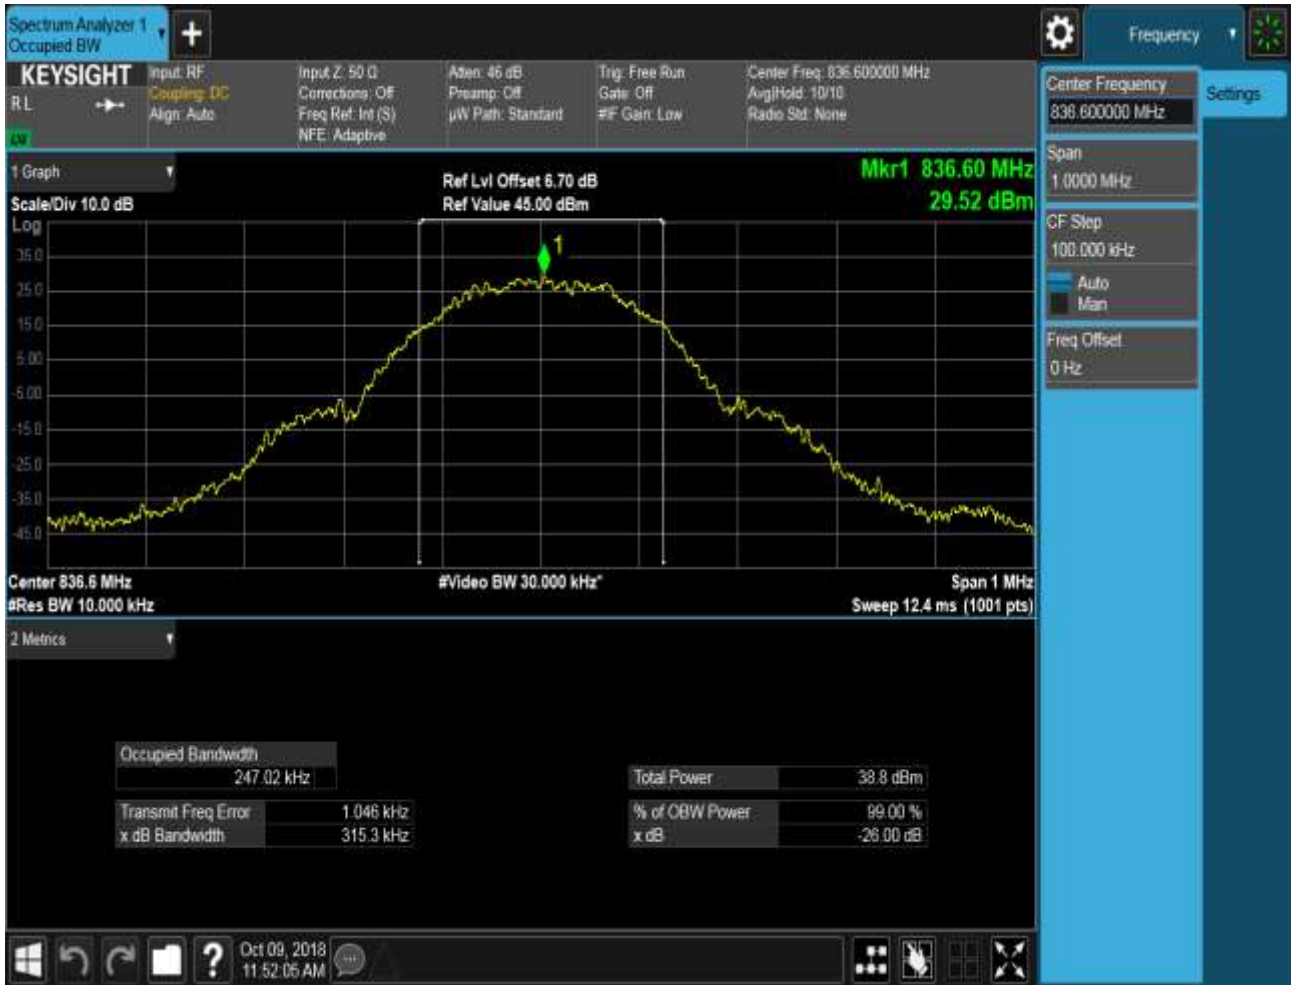 Spectrum Analyzer 1
Occupied BW
Frequency
KEYSIGHT
R L
Input: RF
Coupling: DC
Align: Auto
Input Z: 50 Ω
Corrections: Off
Freq Ref: Int (S)
NFE: Adaptive
Atten: 46 dB
Preamp: Off
µW Path: Standard
Trig: Free Run
Gate: Off
#IF Gain: Low
Center Freq: 836.600000 MHz
Avg|Hold: 10/10
Radio Std: None
Center Frequency
836.600000 MHz
Settings
Span
1.0000 MHz
CF Step
100.000 kHz
Auto
Man
Freq Offset
0 Hz
1 Graph
Scale/Div 10.0 dB
Ref Lvl Offset 6.70 dB
Ref Value 45.00 dBm
Mkr1 836.60 MHz
29.52 dBm
Log
35.0
25.0
15.0
5.00
-5.00
-15.0
-25.0
-35.0
-45.0
1
Center 836.6 MHz
#Video BW 30.000 kHz*
Span 1 MHz
#Res BW 10.000 kHz
Sweep 12.4 ms (1001 pts)
2 Metrics
Occupied Bandwidth
247.02 kHz
Total Power 38.8 dBm
Transmit Freq Error 1.046 kHz
% of OBW Power 99.00 %
x dB Bandwidth 315.3 kHz
x dB -26.00 dB
?
Oct 09, 2018
11:52:05 AM